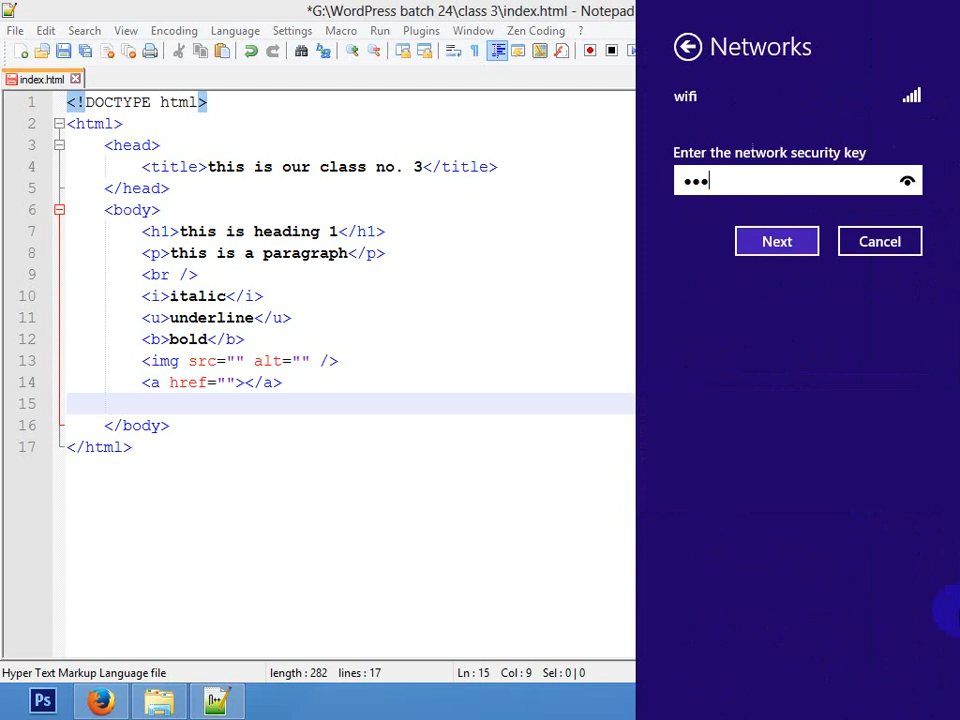 *G:\WordPress batch 24\class 3\index.html - Notepad
File Edit Search View Encoding Language Settings Macro Run Plugins Window Zen Coding ?
index.html
1 <!DOCTYPE html>
2 <html>
3 <head>
4 <title>this is our class no. 3</title>
5 </head>
6 <body>
7 <h1>this is heading 1</h1>
8 <p>this is a paragraph</p>
9 <br />
10 <i>italic</i>
11 <u>underline</u>
12 <b>bold</b>
13 <img src="" alt="" />
14 <a href=""></a>
15
16 </body>
17 </html>
Hyper Text Markup Language file length : 282 lines : 17 Ln : 15 Col : 9 Sel : 0 | 0
Ps
Networks
wifi
Enter the network security key
•••
Next Cancel